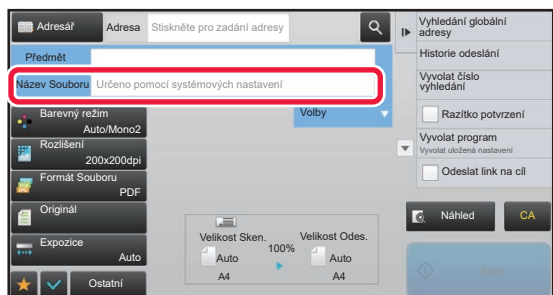 Adresář
Adresa
Stiskněte pro zadání adresy
Předmět
Název Souboru
Určeno pomocí systémových nastavení
Barevný režim
Auto/Mono2
Rozlišení
200x200dpi
Formát Souboru
PDF
Originál
Expozice
Auto
Ostatní
Volby
Velikost Sken.
100%
Velikost Odes.
Auto
Auto
A4
A4
Vyhledání globální
adresy
Historie odeslání
Vyvolat číslo
vyhledání
Razítko potvrzení
Vyvolat program
Vyvolat uložená nastavení
Odeslat link na cíl
Náhled
CA
Start